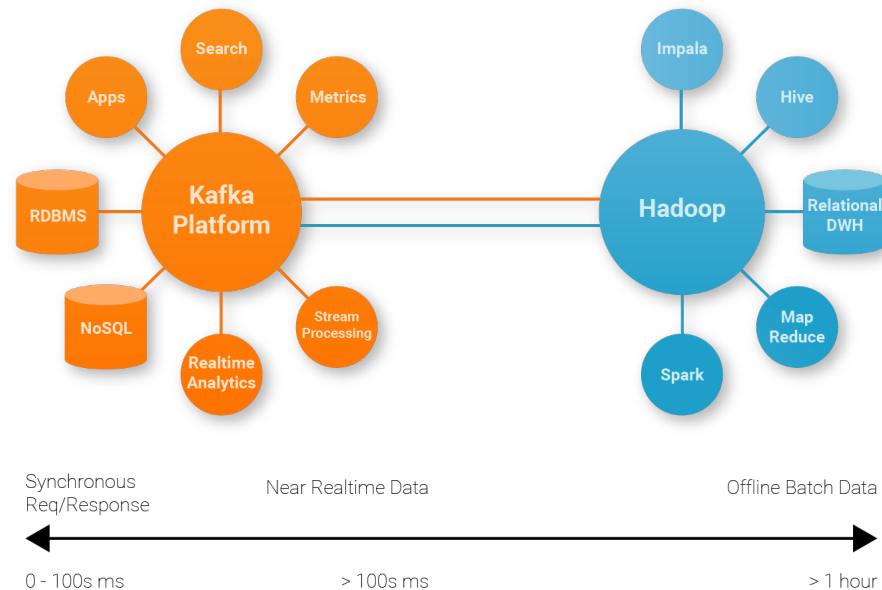 Search
Apps
Metrics
RDBMS
Kafka
Platform
NoSQL
Stream
Processing
Realtime
Analytics
Impala
Hive
Hadoop
Relational
DWH
Map
Reduce
Spark
Synchronous
Req/Response
Near Realtime Data
Offline Batch Data
0 - 100s ms
> 100s ms
> 1 hour